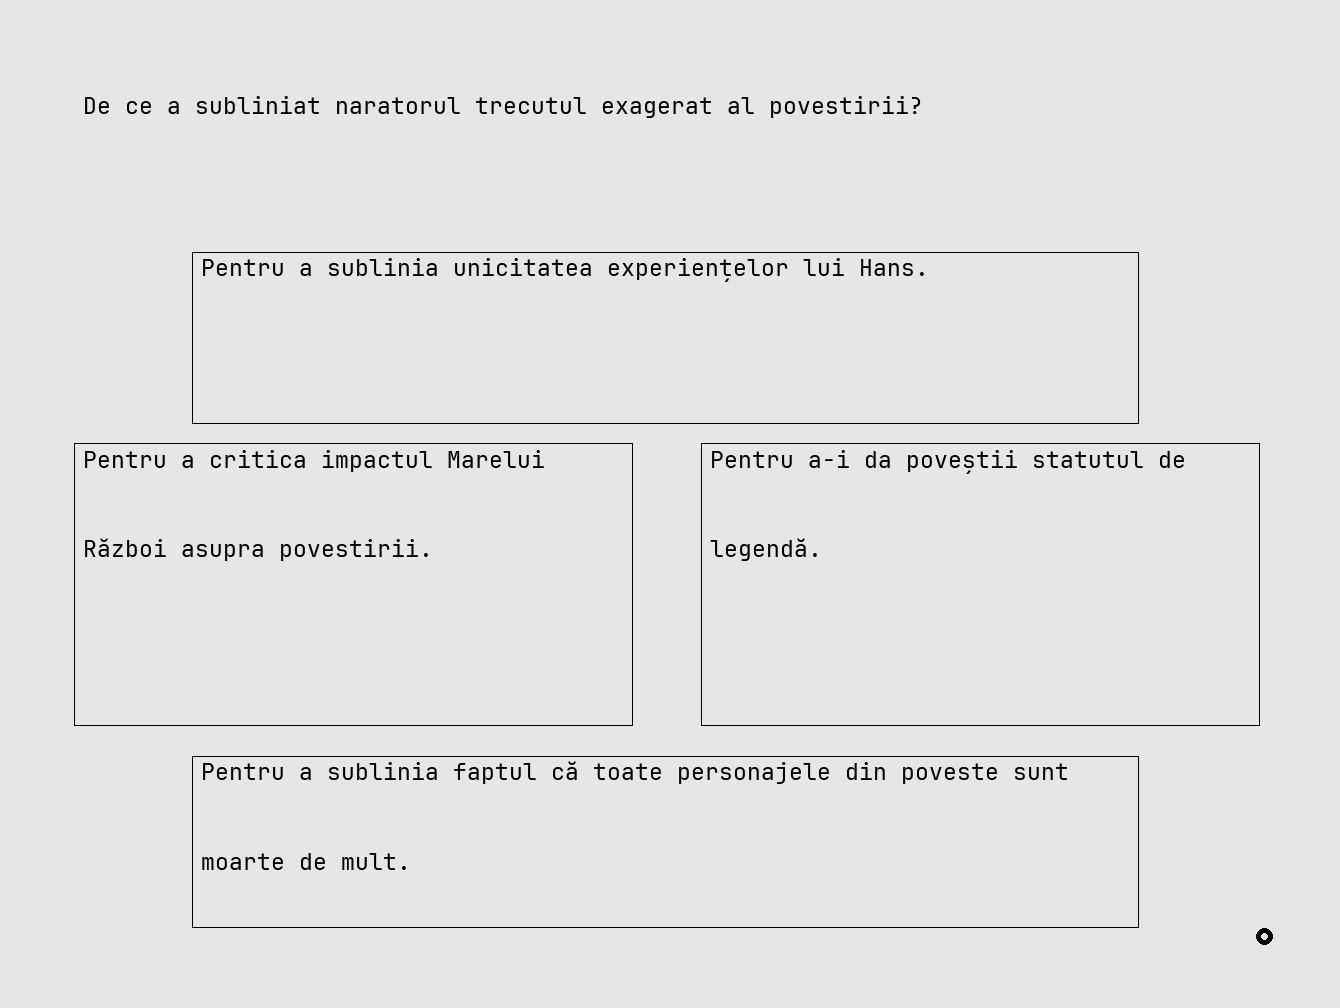 De ce a subliniat naratorul trecutul exagerat al povestirii?
Pentru a sublinia unicitatea experiențelor lui Hans.
Pentru a critica impactul Marelui
Război asupra povestirii.
Pentru a-i da poveștii statutul de
legendă.
Pentru a sublinia faptul că toate personajele din poveste sunt
moarte de mult.